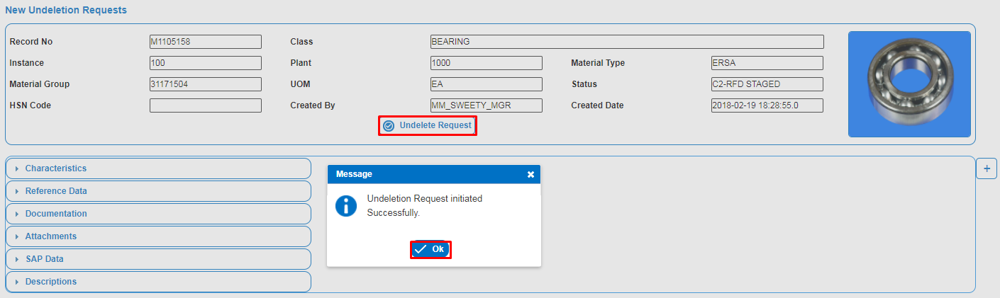 New Undeletion Requests
Record No M1105158 Class BEARING
Instance 100 Plant 1000 Material Type ERSA
Material Group 31171504 UOM EA Status C2-RFD STAGED
HSN Code Created By MM_SWEETY_MGR Created Date 2018-02-19 18:28:55.0
Undelete Request
Characteristics
Reference Data
Documentation
Attachments
SAP Data
Descriptions
Message
Undeletion Request initiated
Successfully.
Ok
+